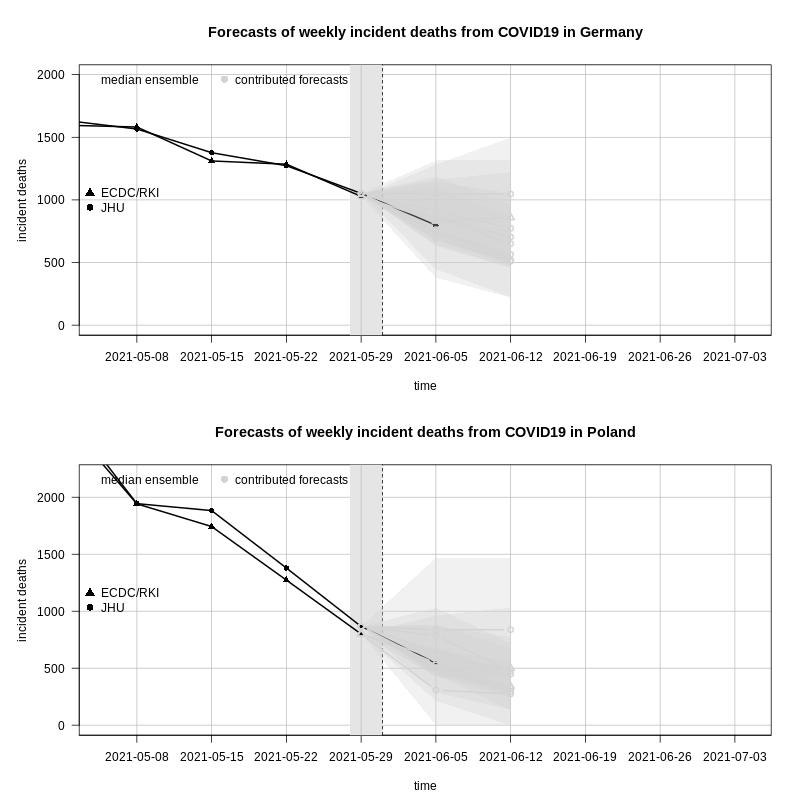 Forecasts of weekly incident deaths from COVID19 in Germany
median ensemble contributed forecasts
2000
1500
1000
500
0
incident deaths
ECDC/RKI
JHU
2021-05-08 2021-05-15 2021-05-22 2021-05-29 2021-06-05 2021-06-12 2021-06-19 2021-06-26 2021-07-03
time
Forecasts of weekly incident deaths from COVID19 in Poland
median ensemble contributed forecasts
2000
1500
1000
500
0
incident deaths
ECDC/RKI
JHU
2021-05-08 2021-05-15 2021-05-22 2021-05-29 2021-06-05 2021-06-12 2021-06-19 2021-06-26 2021-07-03
time